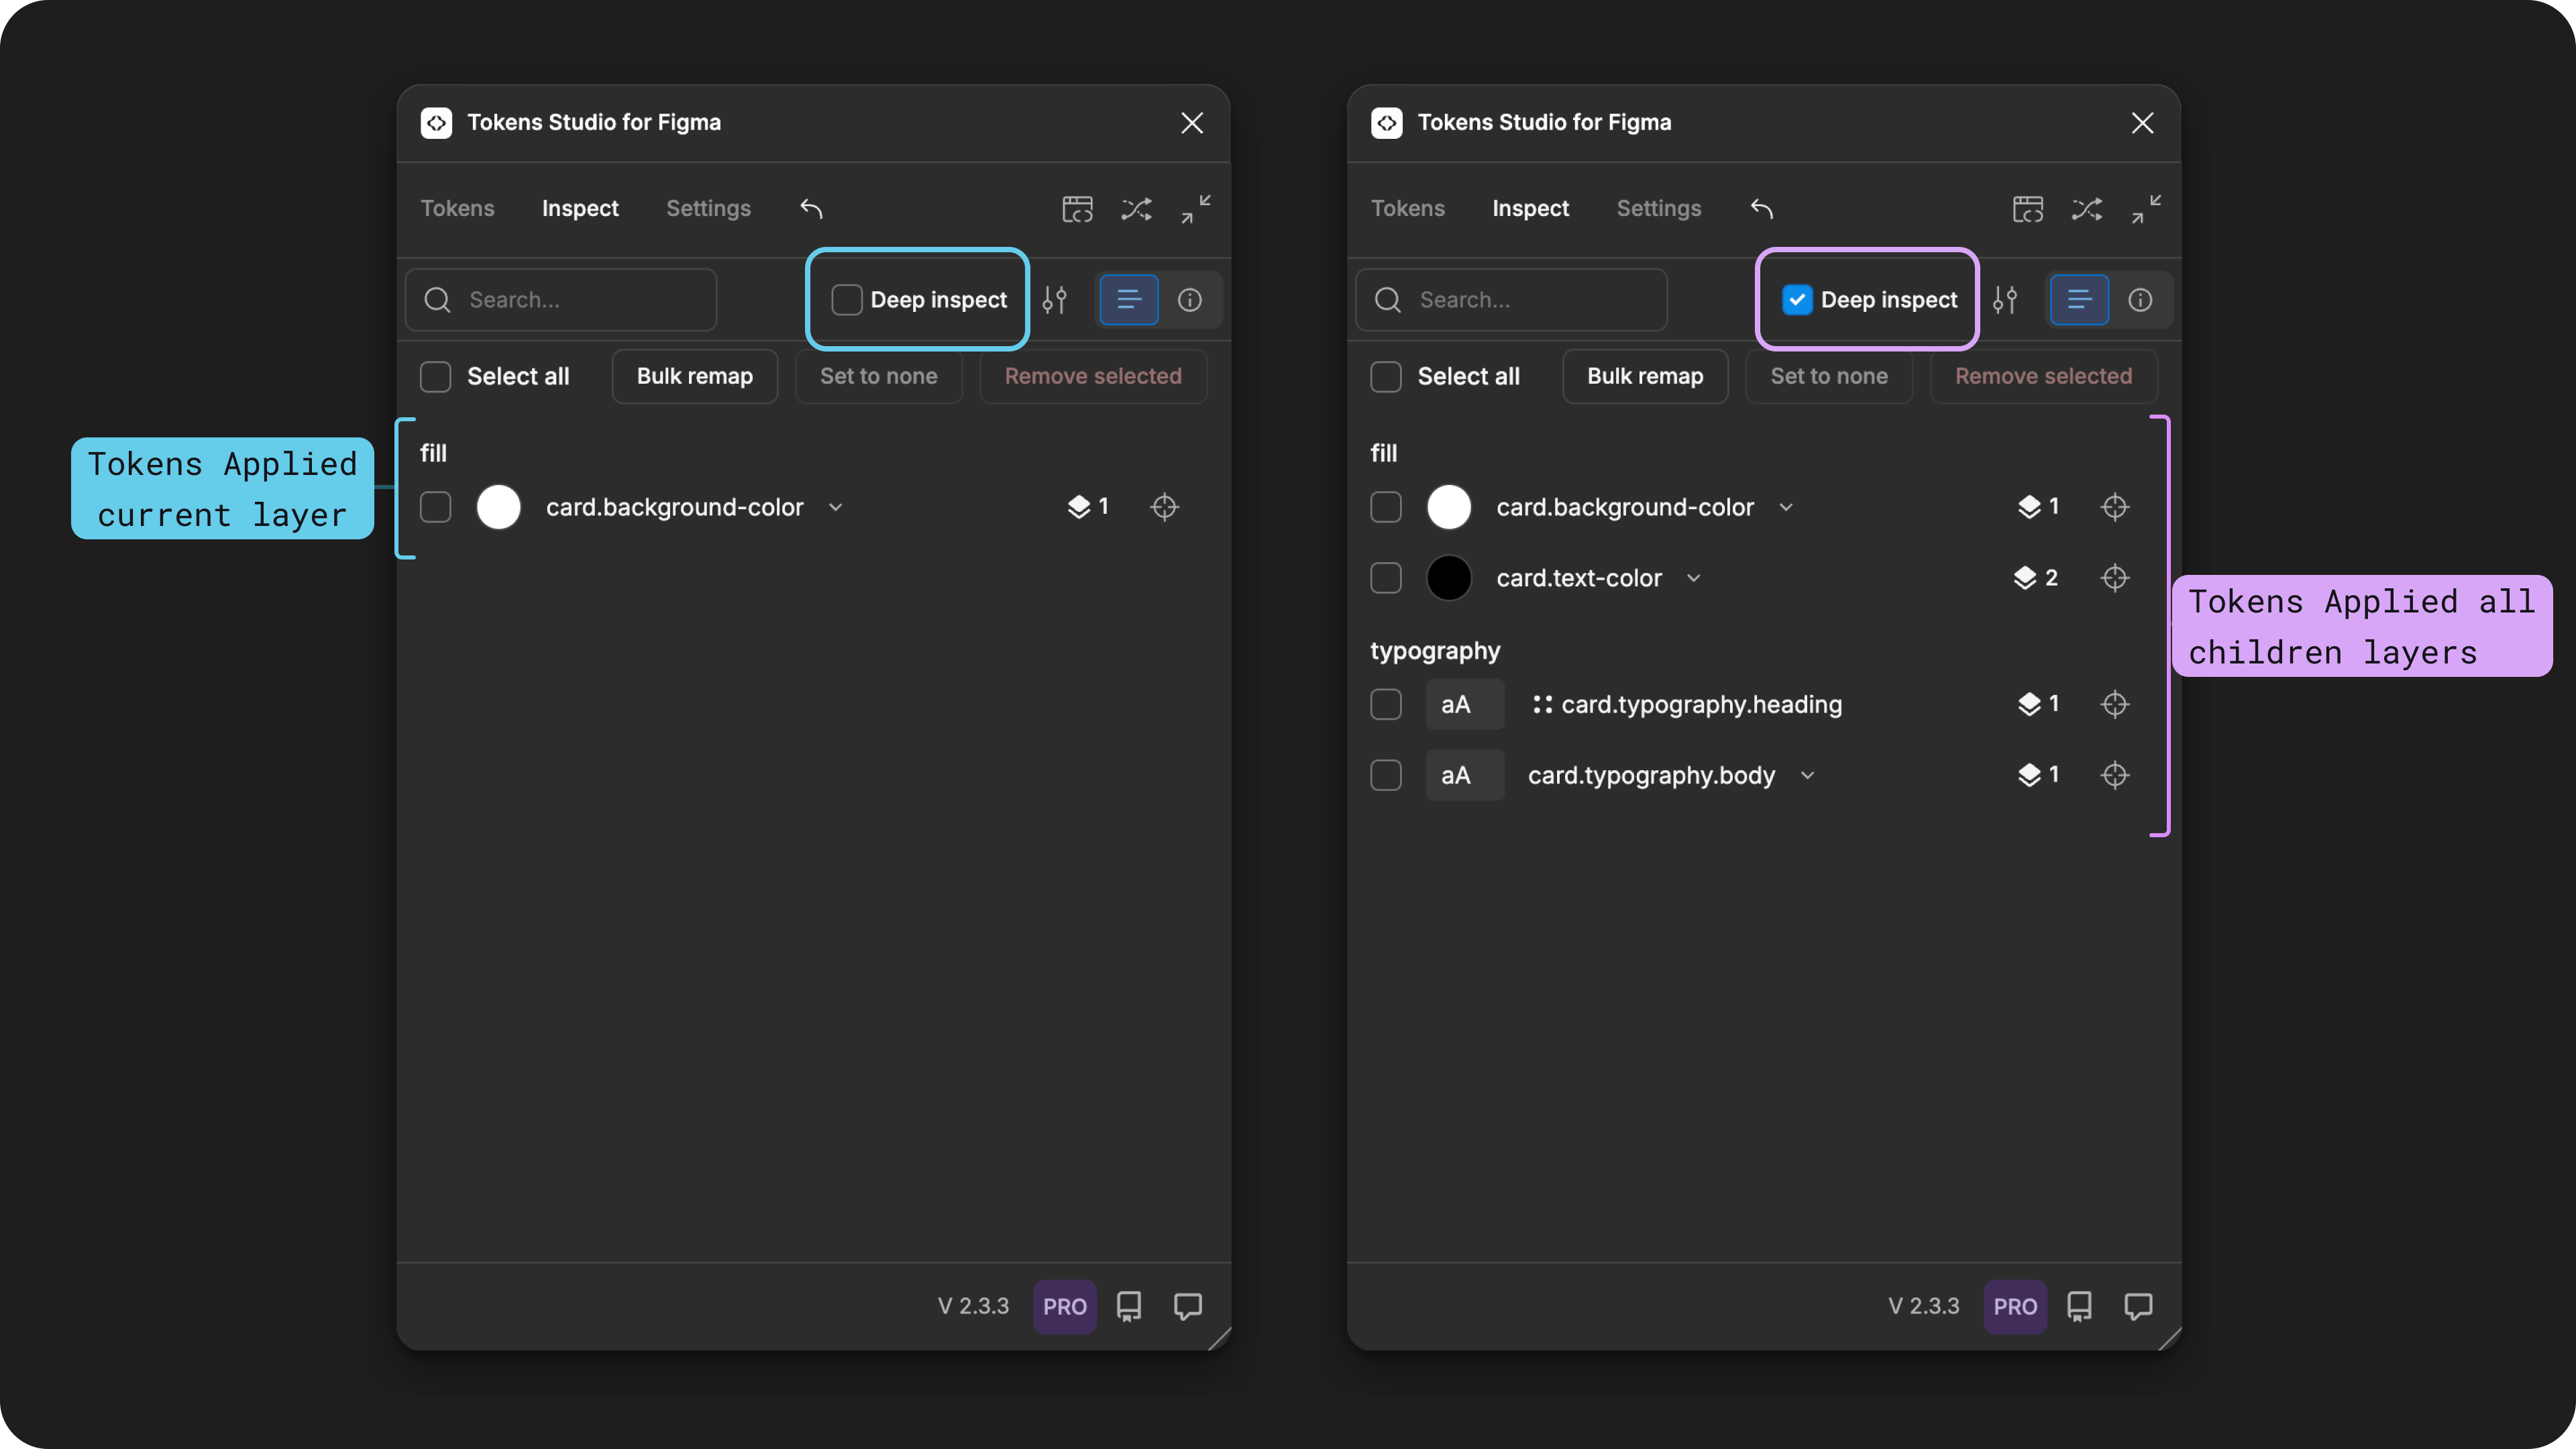 Tokens Studio for Figma
Tokens Inspect Settings
Search...
Deep inspect
Select all Bulk remap Set to none Remove selected
Tokens Applied
current layer
fill
card.background-color 1
V 2.3.3 PRO
Tokens Studio for Figma
Tokens Inspect Settings
Search...
Deep inspect
Select all Bulk remap Set to none Remove selected
fill
card.background-color 1
card.text-color 2
typography
aA card.typography.heading 1
aA card.typography.body 1
Tokens Applied all
children layers
V 2.3.3 PRO